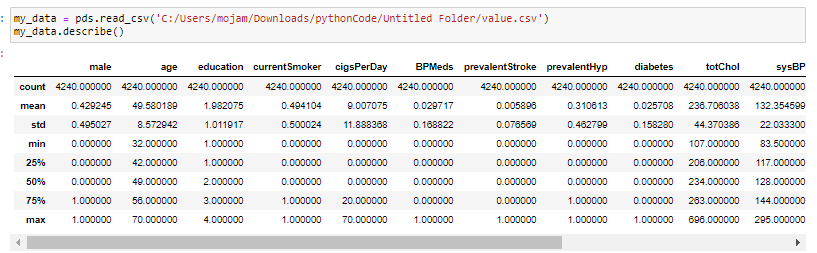 my_data = pds.read_csv('C:/Users/mojam/Downloads/pythonCode/Untitled Folder/value.csv')
my_data.describe()
male age education currentSmoker cigsPerDay BPMeds prevalentStroke prevalentHyp diabetes totChol sysBP
count 4240.000000 4240.000000 4240.000000 4240.000000 4240.000000 4240.000000 4240.000000 4240.000000 4240.000000 4240.000000 4240.000000
mean 0.429245 49.580189 1.982075 0.494104 9.007075 0.029717 0.005896 0.310613 0.025708 236.706038 132.354599
std 0.495027 8.572942 1.011917 0.500024 11.888368 0.168822 0.076569 0.462799 0.158280 44.370386 22.033300
min 0.000000 32.000000 1.000000 0.000000 0.000000 0.000000 0.000000 0.000000 0.000000 107.000000 83.500000
25% 0.000000 42.000000 1.000000 0.000000 0.000000 0.000000 0.000000 0.000000 0.000000 206.000000 117.000000
50% 0.000000 49.000000 2.000000 0.000000 0.000000 0.000000 0.000000 0.000000 0.000000 234.000000 128.000000
75% 1.000000 56.000000 3.000000 1.000000 20.000000 0.000000 0.000000 1.000000 0.000000 263.000000 144.000000
max 1.000000 70.000000 4.000000 1.000000 70.000000 1.000000 1.000000 1.000000 1.000000 696.000000 295.000000